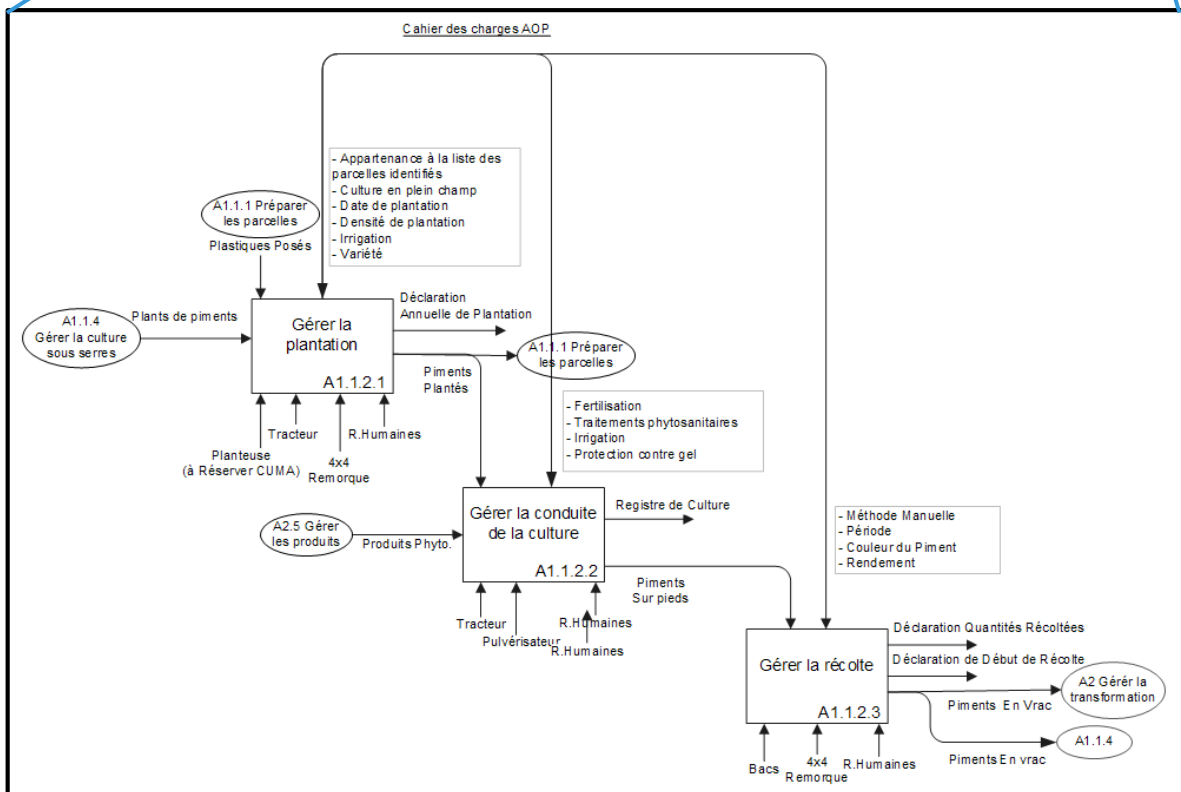 Cahier des charges AOP
- Appartenance à la liste des
parcelles identifiés
- Culture en plein champ
- Date de plantation
- Densité de plantation
- Irrigation
- Variété
A1.1.1 Préparer
les parcelles
Plastiques Posés
A1.1.4
Gérer la culture
sous serres
Plants de piments
Gérer la
plantation
A1.1.2.1
Déclaration
Annuelle de Plantation
A1.1.1 Préparer
les parcelles
Piments
Plantés
Planteuse
(à Réserver CUMA)
Tracteur
4x4
Remorque
R.Humaines
- Fertilisation
- Traitements phytosanitaires
- Irrigation
- Protection contre gel
A2.5 Gérer
les produits
Produits Phyto.
Gérer la conduite
de la culture
A1.1.2.2
Registre de Culture
Piments
Sur pieds
Tracteur
Pulvérisateur
R.Humaines
R.Humaines
- Méthode Manuelle
- Période
- Couleur du Piment
- Rendement
Gérer la récolte
A1.1.2.3
Déclaration Quantités Récoltées
Déclaration de Début de Récolte
A2 Gérér la
transformation
Piments En Vrac
A1.1.4
Piments En vrac
Bacs
4x4
Remorque
R.Humaines